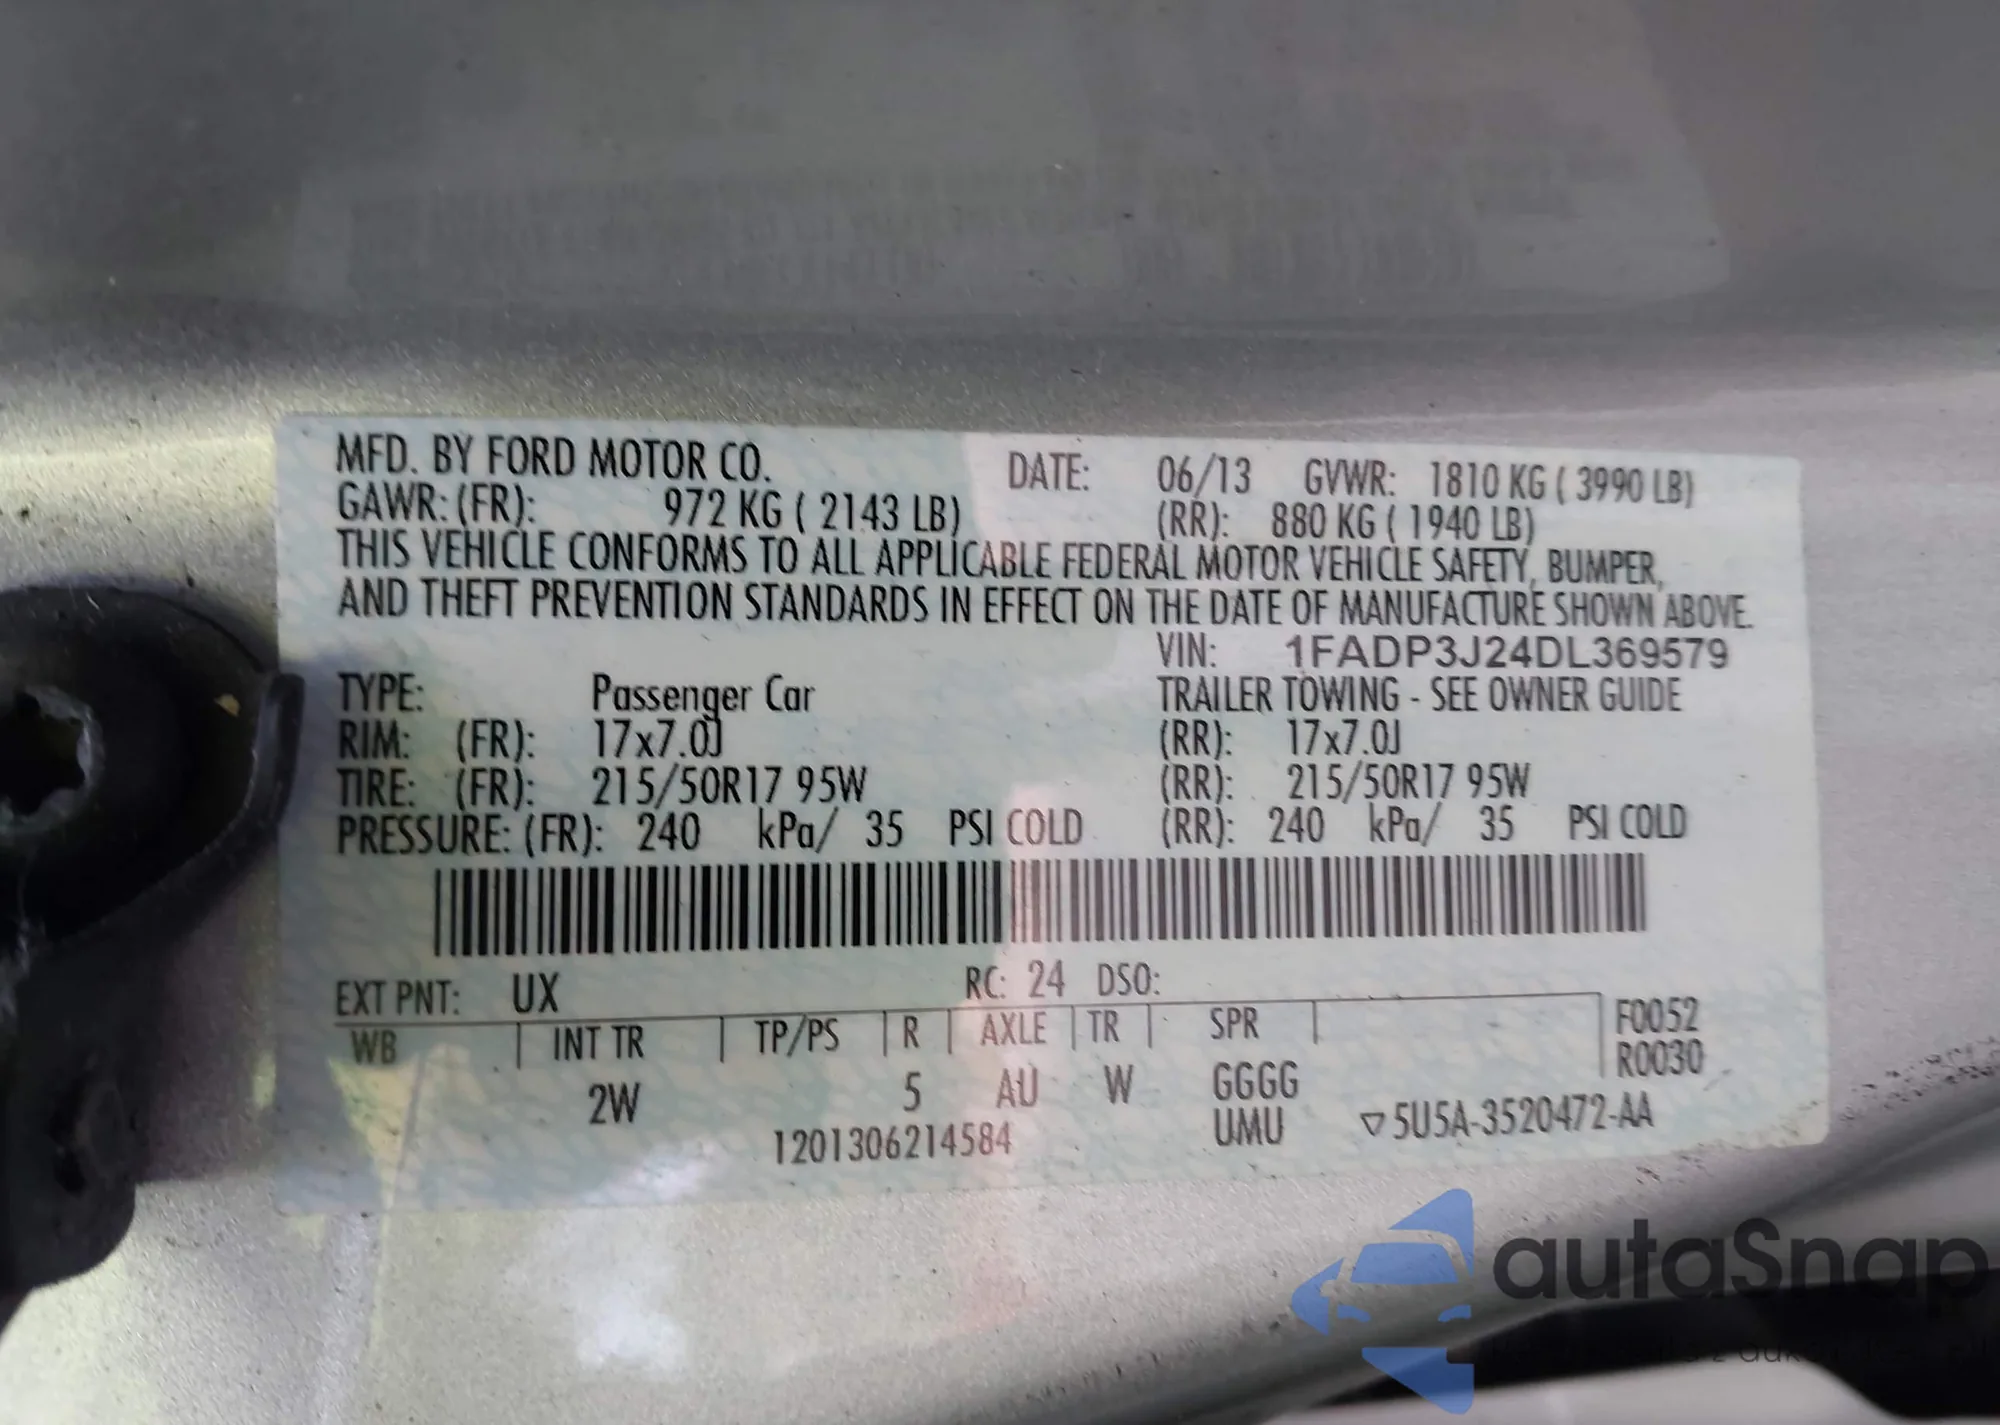 MFD. BY FORD MOTOR CO. DATE: 06/13 GVWR: 1810 KG ( 3990 LB)
GAWR: (FR): 972 KG ( 2143 LB) (RR): 880 KG ( 1940 LB)
THIS VEHICLE CONFORMS TO ALL APPLICABLE FEDERAL MOTOR VEHICLE SAFETY, BUMPER,
AND THEFT PREVENTION STANDARDS IN EFFECT ON THE DATE OF MANUFACTURE SHOWN ABOVE.
VIN: 1FADP3J24DL369579
TYPE: Passenger Car TRAILER TOWING - SEE OWNER GUIDE
RIM: (FR): 17x7.0J (RR): 17x7.0J
TIRE: (FR): 215/50R17 95W (RR): 215/50R17 95W
PRESSURE: (FR): 240 kPa/ 35 PSI COLD (RR): 240 kPa/ 35 PSI COLD
EXT PNT: UX RC: 24 DSO:
WB INT TR TP/PS R AXLE TR SPR F0052
R0030
2W 5 AU W GGGG
1201306214584 UMU ▽5U5A-3520472-AA
autaSnap